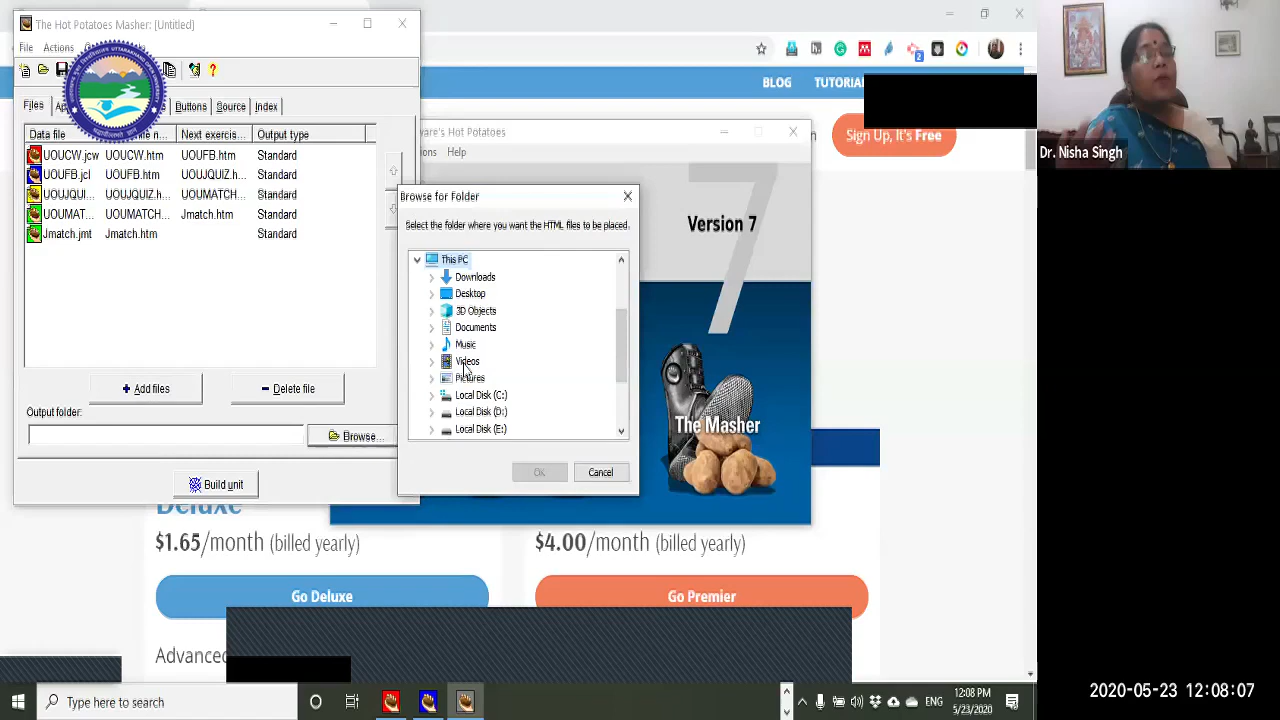 The Hot Potatoes Masher: [Untitled]
File Actions
Files Buttons Source Index
Data file Next exercis... Output type
UOUCW.jcw UOUCW.htm UOUFB.htm Standard
UOUFB.jcl UOUFB.htm UOUJQUIZ.h... Standard
UOUJQUI... UOUJQUIZ.h... UOUMATCH... Standard
UOUMAT... UOUMATCH... Jmatch.htm Standard
Jmatch.jmt Jmatch.htm Standard
+ Add files
− Delete file
Output folder:
Browse...
Build unit
ware's Hot Potatoes
ions Help
Version 7
7
The Masher
Browse for Folder
Select the folder where you want the HTML files to be placed.
This PC
Downloads
Desktop
3D Objects
Documents
Music
Videos
Pictures
Local Disk (C:)
Local Disk (D:)
Local Disk (E:)
OK
Cancel
2
BLOG TUTORIA
Sign Up, It's Free
Dr. Nisha Singh
Deluxe
$1.65/month (billed yearly)
$4.00/month (billed yearly)
Go Deluxe
Go Premier
Advanced
Type here to search
ENG
12:08 PM
5/23/2020
2020-05-23 12:08:07